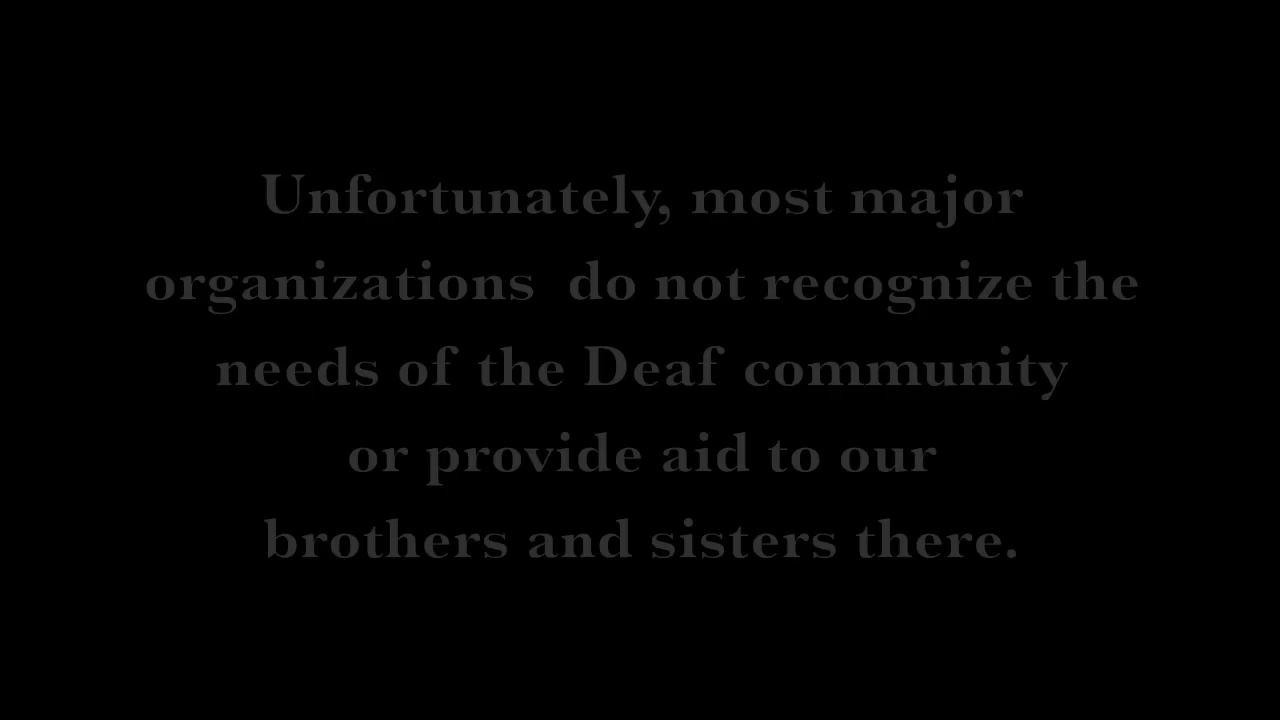 Unfortunately, most major
organizations do not recognize the
needs of the Deaf community
or provide aid to our
brothers and sisters there.